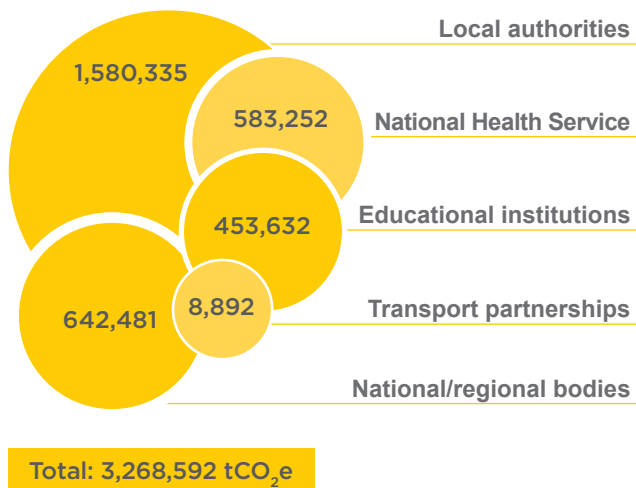 Local authorities
1,580,335
583,252
National Health Service
Educational institutions
453,632
8,892
Transport partnerships
642,481
National/regional bodies
Total: 3,268,592 tCO₂e